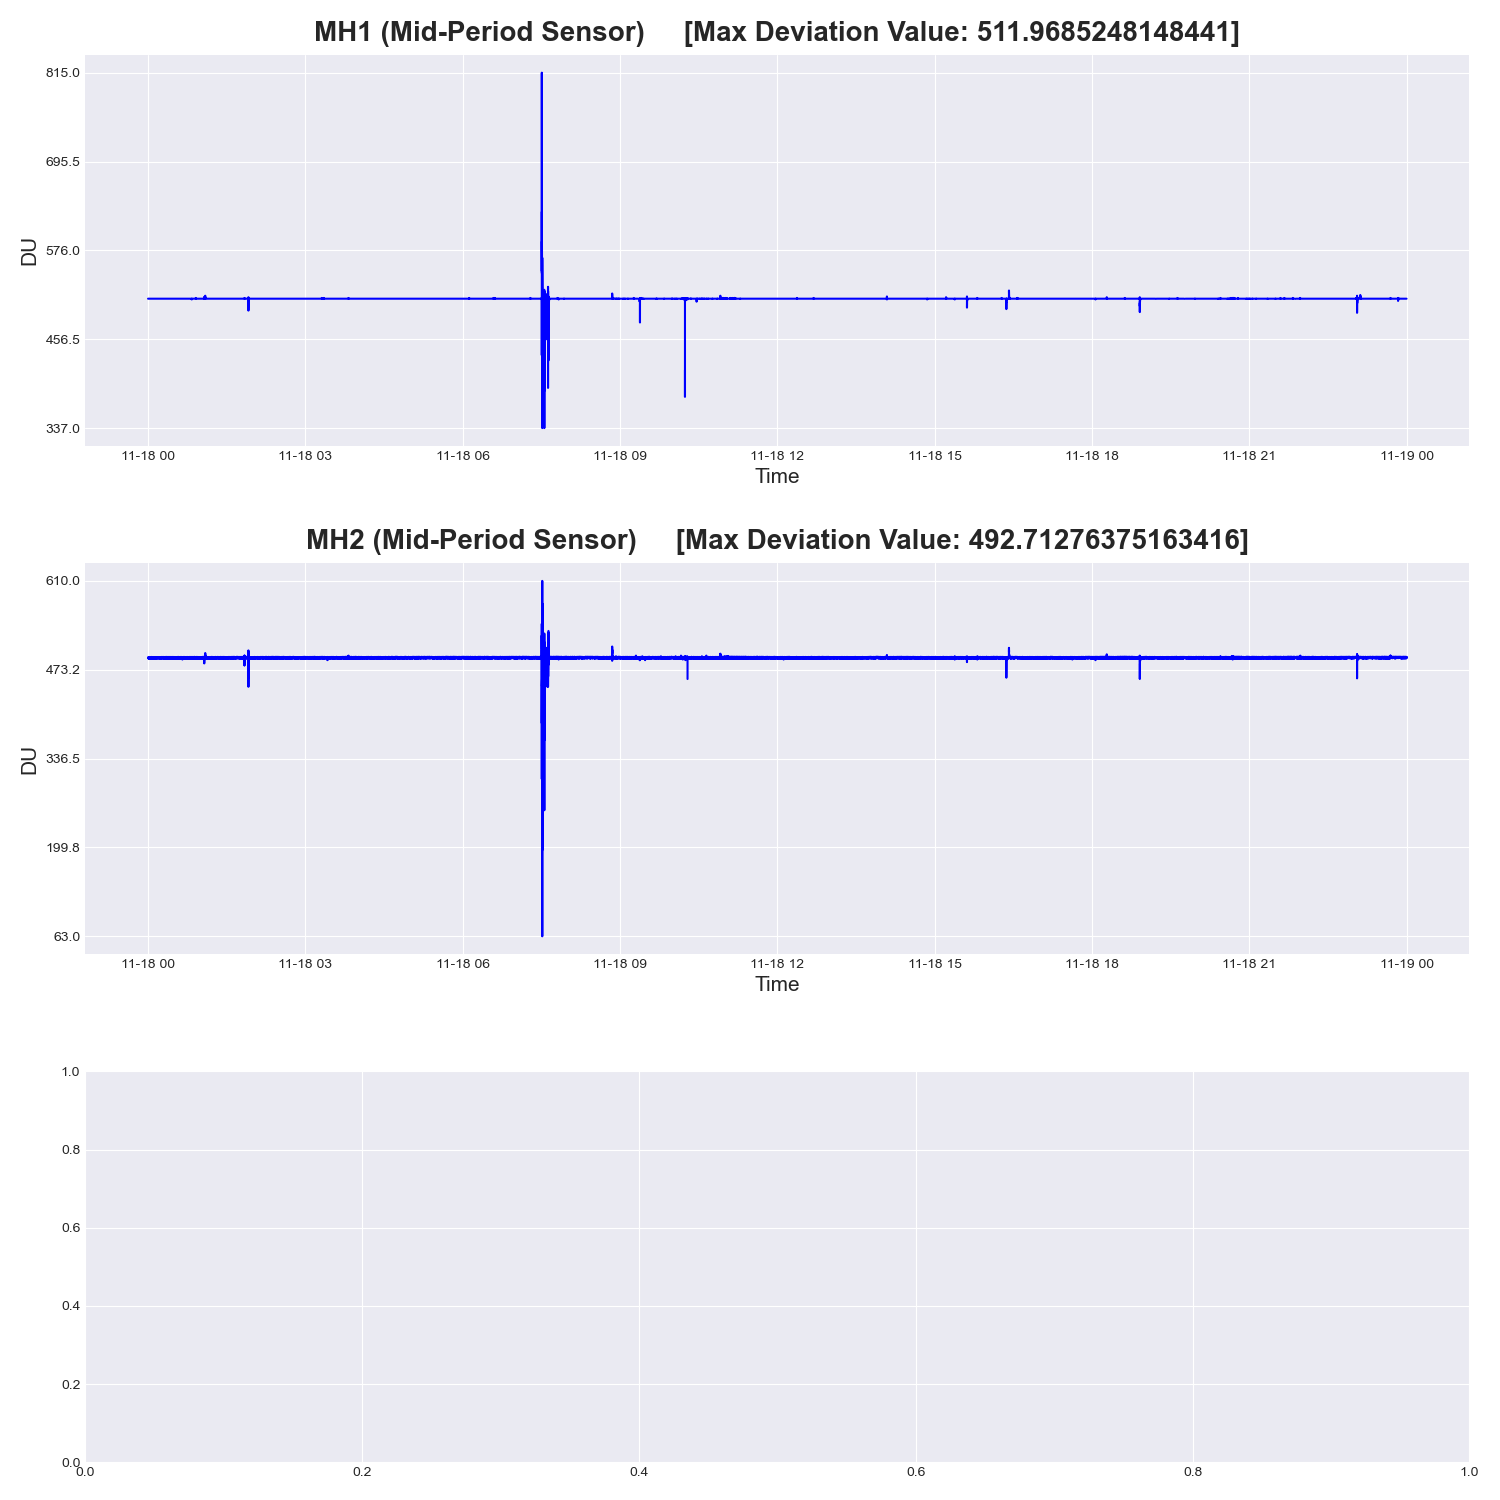 MH1 (Mid-Period Sensor) [Max Deviation Value: 511.9685248148441]
815.0
695.5
576.0
456.5
337.0
DU
11-18 00 11-18 03 11-18 06 11-18 09 11-18 12 11-18 15 11-18 18 11-18 21 11-19 00
Time
MH2 (Mid-Period Sensor) [Max Deviation Value: 492.71276375163416]
610.0
473.2
336.5
199.8
63.0
DU
11-18 00 11-18 03 11-18 06 11-18 09 11-18 12 11-18 15 11-18 18 11-18 21 11-19 00
Time
1.0
0.8
0.6
0.4
0.2
0.0
0.0 0.2 0.4 0.6 0.8 1.0